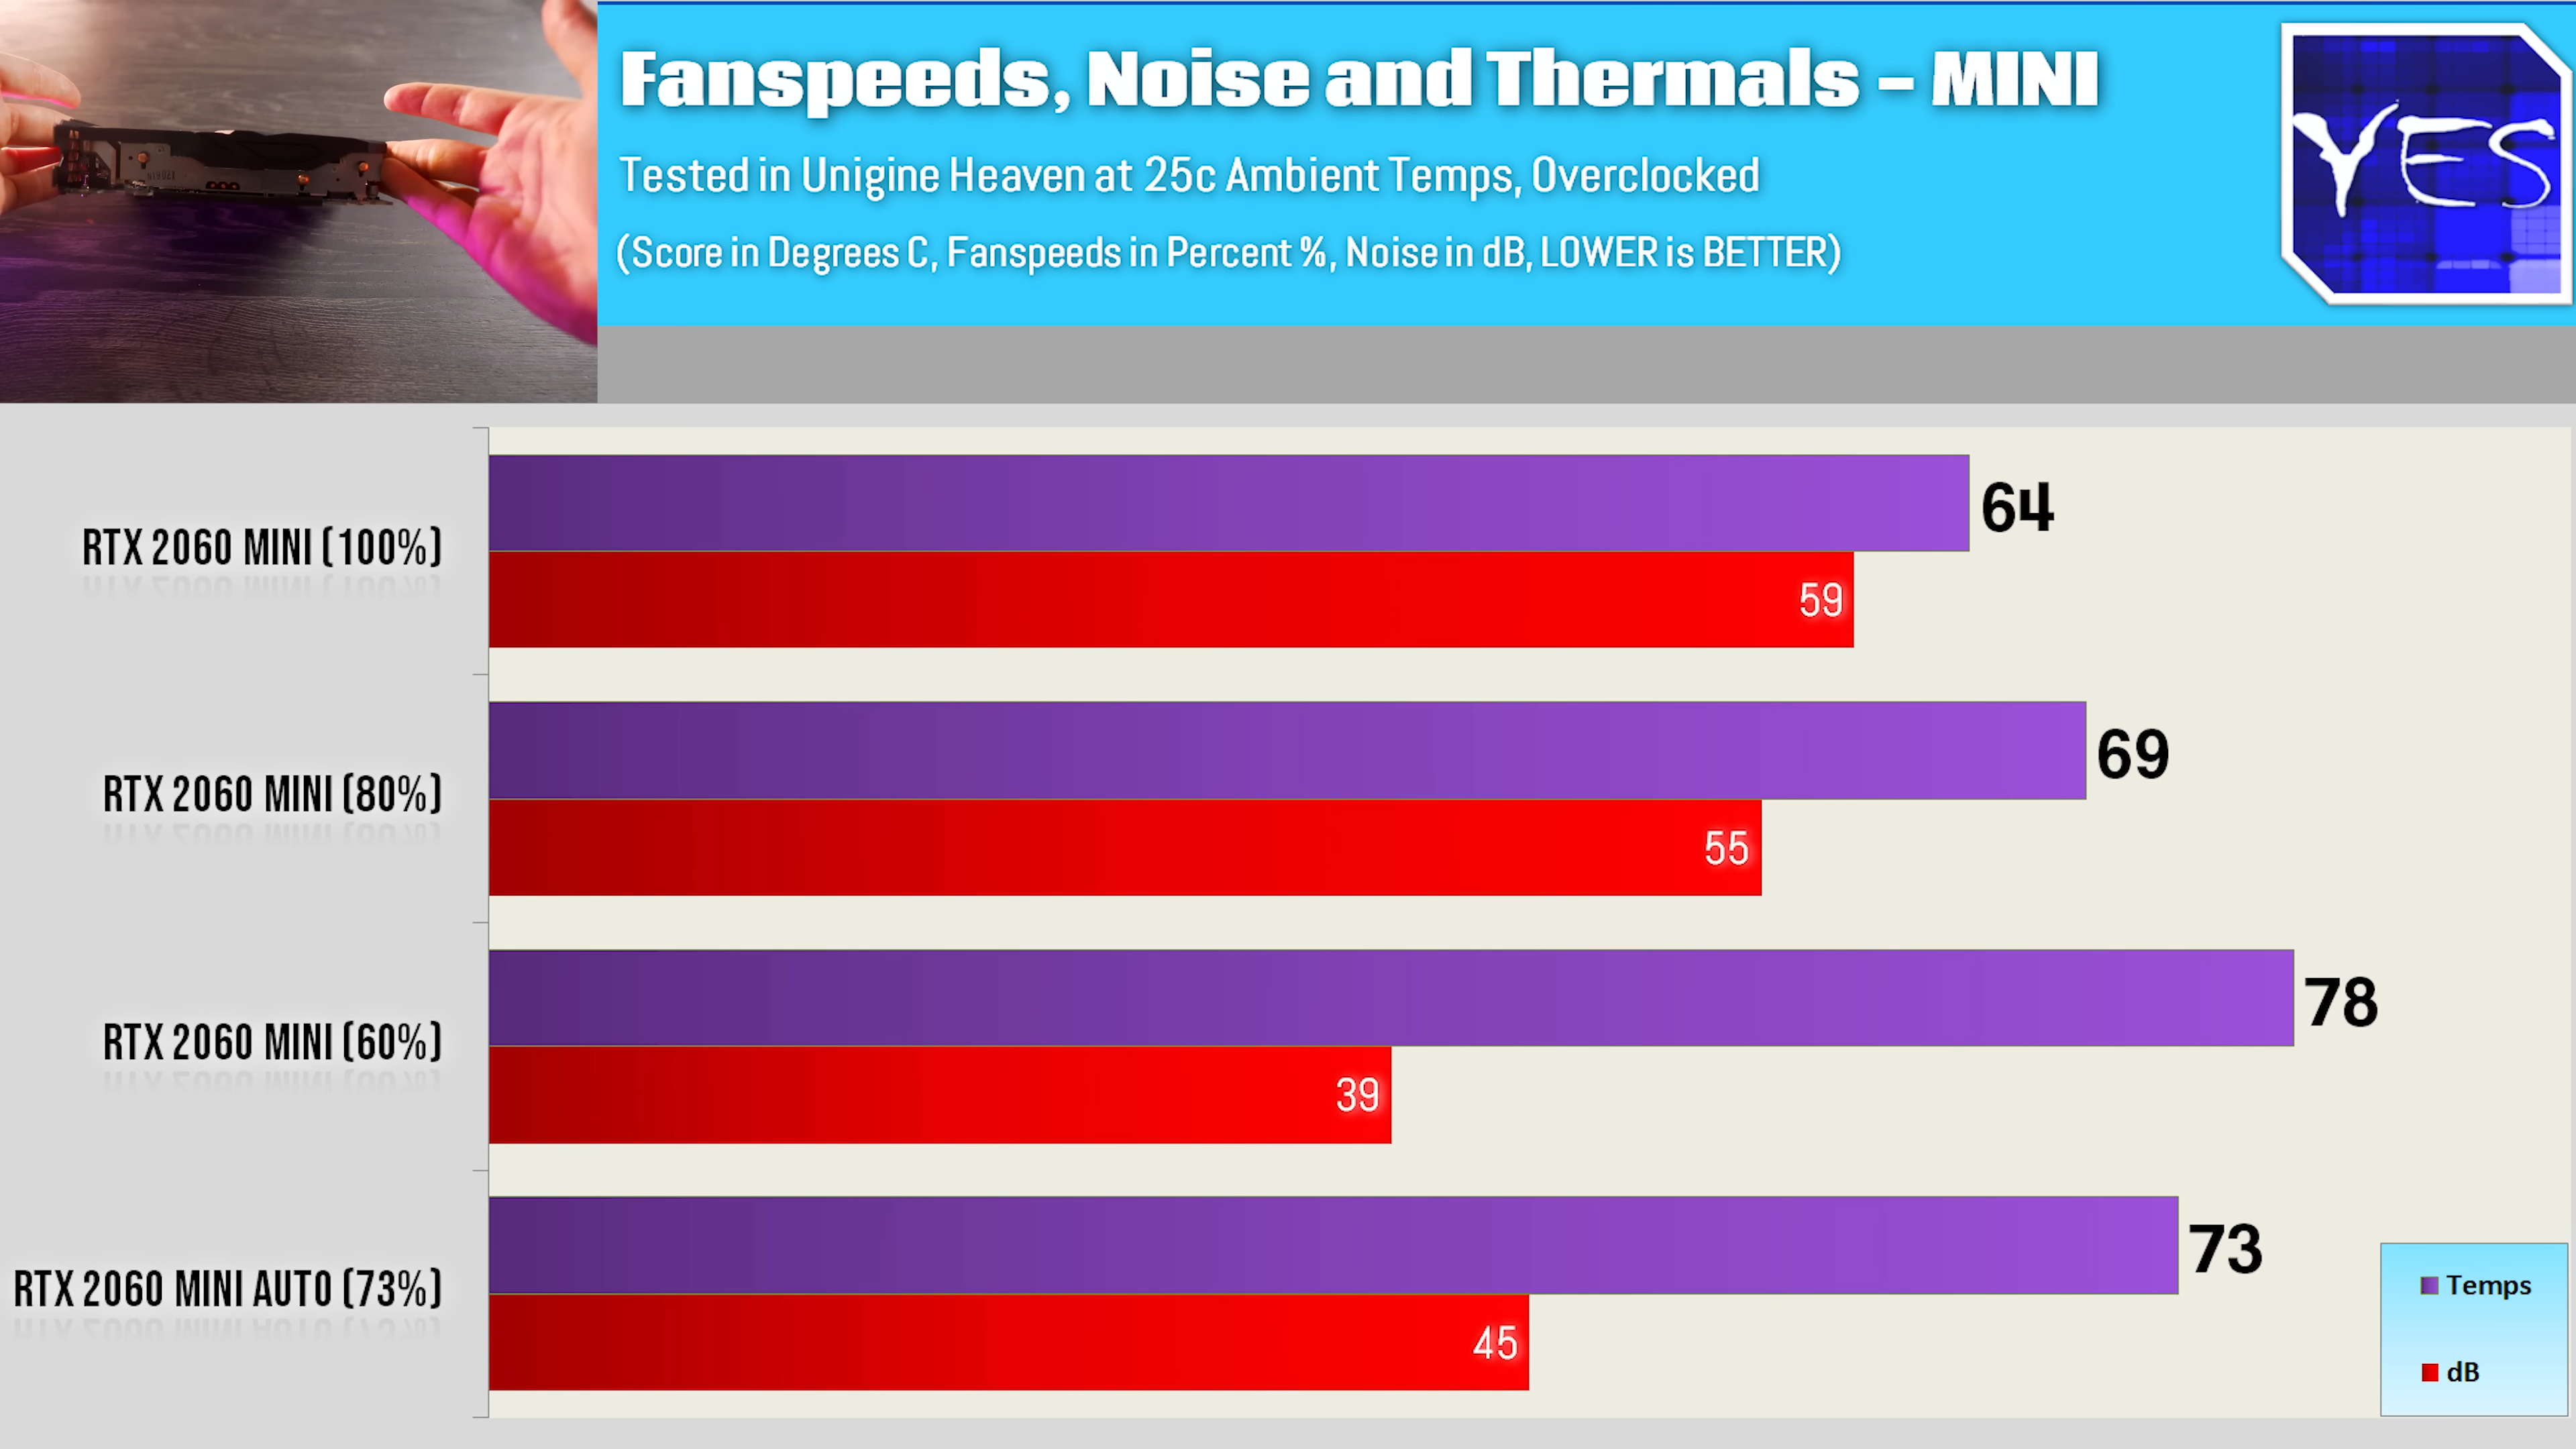 Fanspeeds, Noise and Thermals - MINI
Tested in Unigine Heaven at 25c Ambient Temps, Overclocked
(Score in Degrees C, Fanspeeds in Percent %, Noise in dB, LOWER is BETTER)
YES
RTX 2060 MINI (100%)
64
59
RTX 2060 MINI (80%)
69
55
RTX 2060 MINI (60%)
78
39
RTX 2060 MINI AUTO (73%)
73
45
Temps
dB